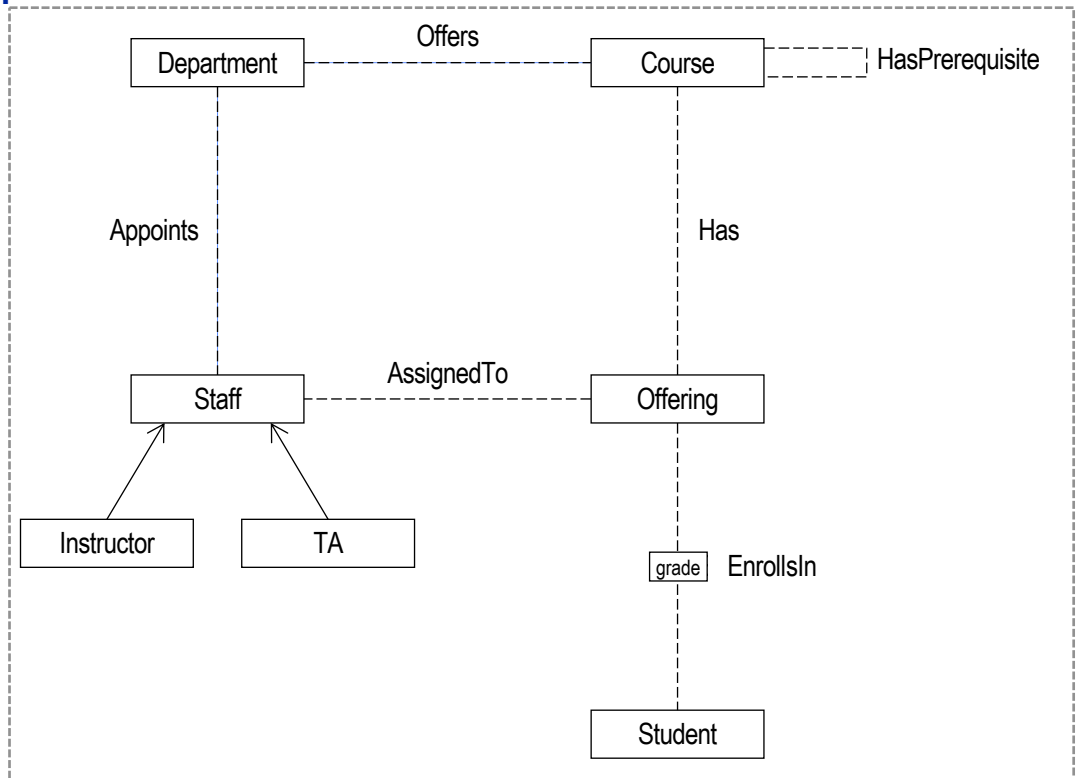 Offers
Department
Course
HasPrerequisite
Appoints
Has
AssignedTo
Staff
Offering
Instructor
TA
grade
EnrollsIn
Student